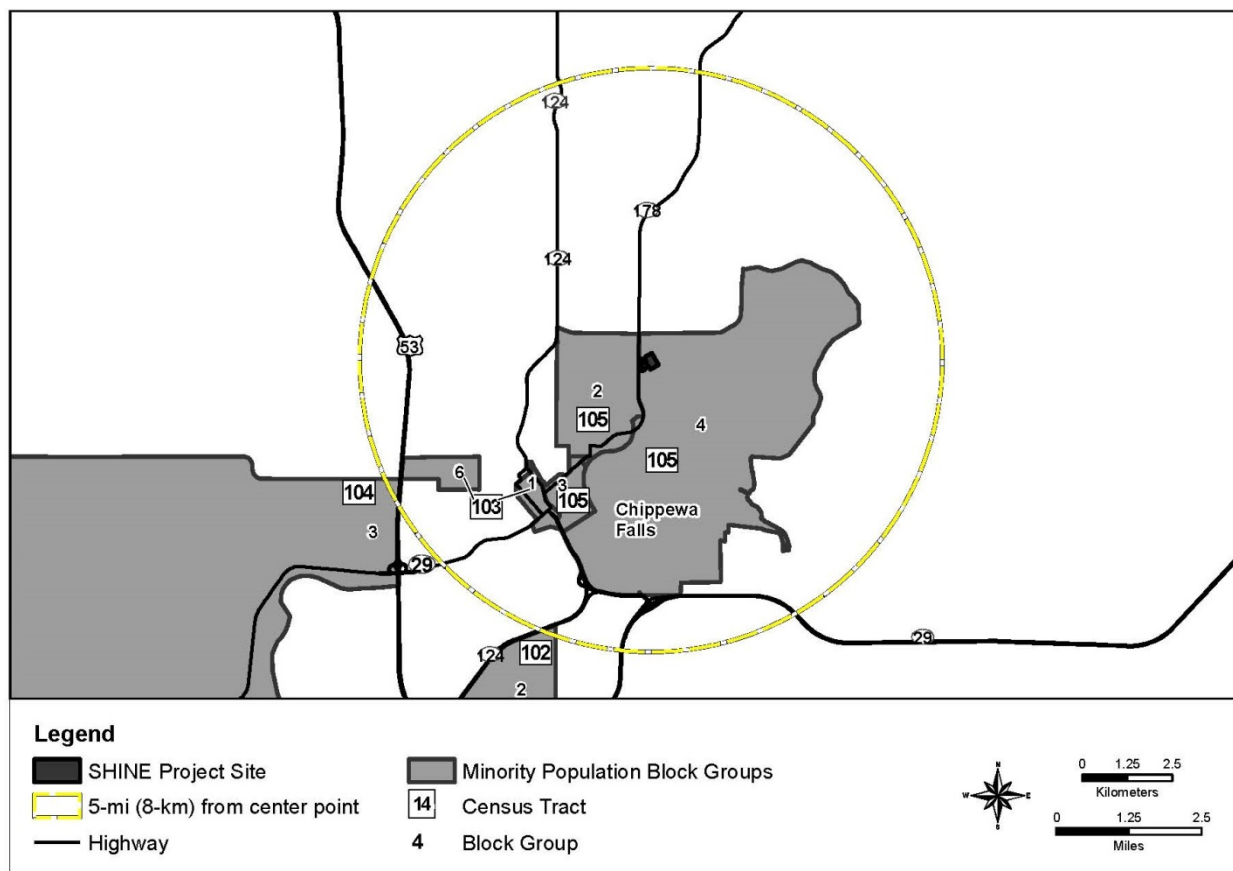 124
178
124
53
2
105
4
105
6
1
3
104
103
105
Chippewa
Falls
3
29
29
124
102
2
Legend
SHINE Project Site
Minority Population Block Groups
5-mi (8-km) from center point
14 Census Tract
Highway
4 Block Group
N
W E
S
0 1.25 2.5
Kilometers
0 1.25 2.5
Miles